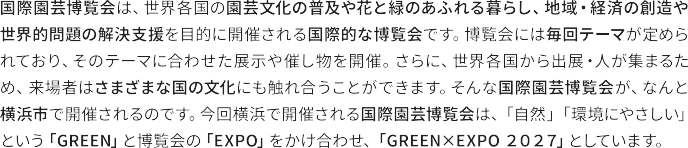 国際園芸博覧会は、世界各国の園芸文化の普及や花と緑のあふれる暮らし、地域・経済の創造や
世界的問題の解決支援を目的に開催される国際的な博覧会です。博覧会には毎回テーマが定めら
れており、そのテーマに合わせた展示や催し物を開催。さらに、世界各国から出展・人が集まるた
め、来場者はさまざまな国の文化にも触れ合うことができます。そんな国際園芸博覧会が、なんと
横浜市で開催されるのです。今回横浜で開催される国際園芸博覧会は、「自然」「環境にやさしい」
という「GREEN」と博覧会の「EXPO」をかけ合わせ、「GREEN×EXPO ２０２７」としています。